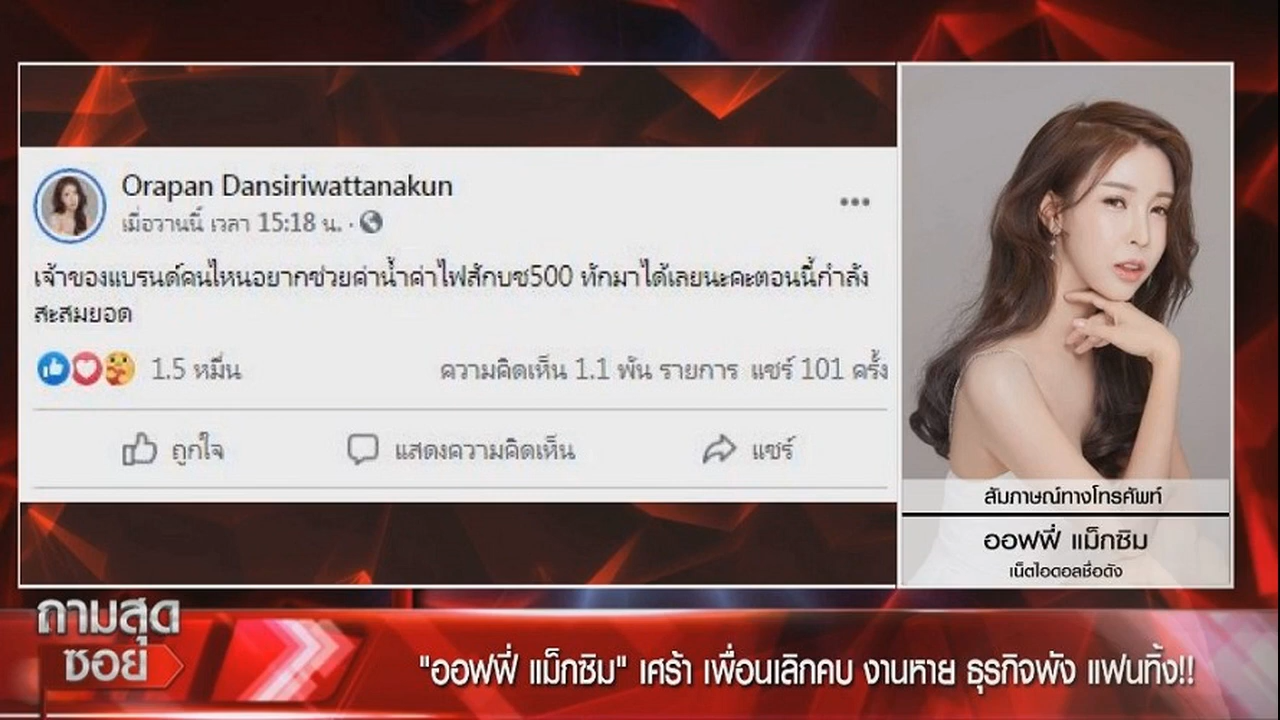 Orapan Dansiriwattanakun
เมื่อวานนี้ เวลา 15:18 น. ·
เจ้าของแบรนด์คนไหนอยากช่วยค่าน้ำค่าไฟสักบช500 ทักมาได้เลยนะคะตอนนี้กำลัง
สะสมยอด
1.5 หมื่น ความคิดเห็น 1.1 พัน รายการ แชร์ 101 ครั้ง
ถูกใจ แสดงความคิดเห็น แชร์
สัมภาษณ์ทางโทรศัพท์
ออฟฟี่ แม็กซิม
เน็ตไอดอลชื่อดัง
ถามสุด
ซอย
"ออฟฟี่ แม็กซิม" เศร้า เพื่อนเลิกคบ งานหาย ธุรกิจพัง แฟนทิ้ง!!